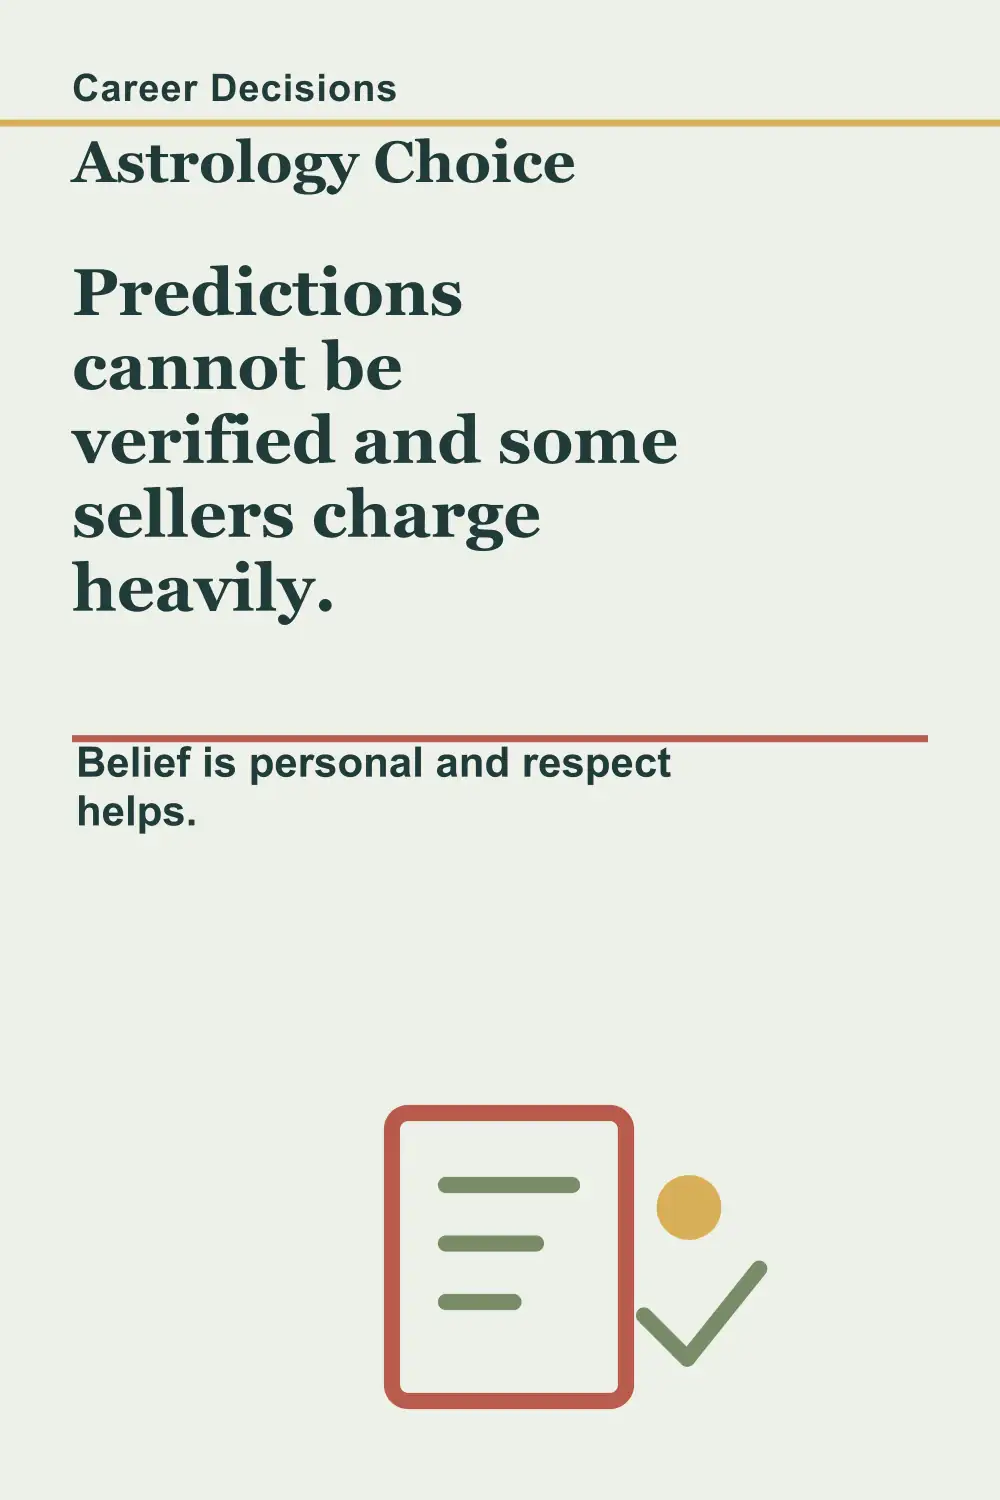 Career Decisions
Astrology Choice
Predictions
cannot be
verified and some
sellers charge
heavily.
Belief is personal and respect
helps.